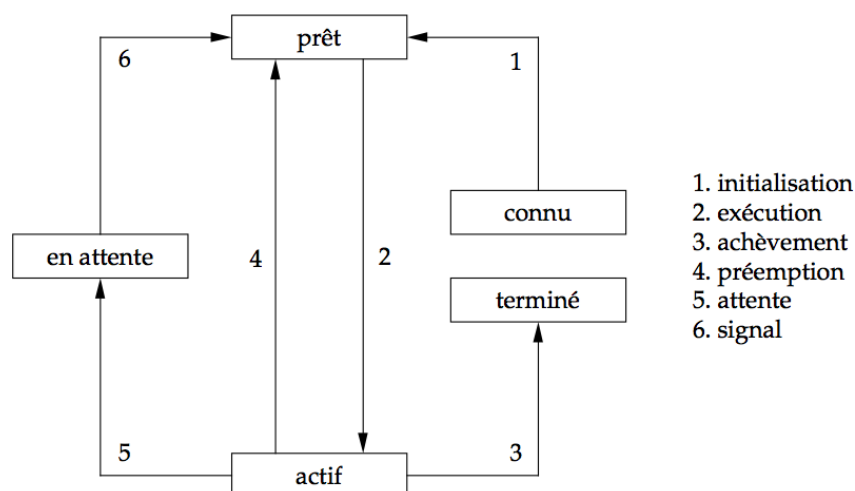 prêt
6
1
connu
en attente
4
2
terminé
5
3
actif
1. initialisation
2. exécution
3. achèvement
4. préemption
5. attente
6. signal